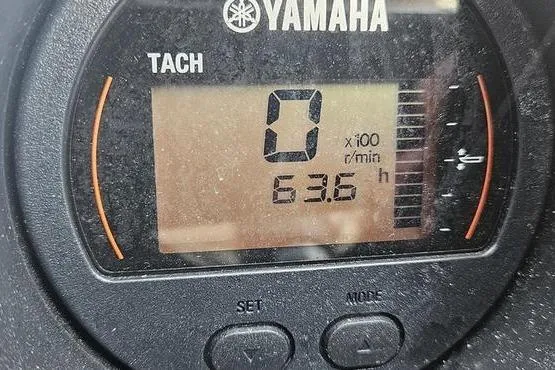 YAMAHA
TACH
0
x100
r/min
63.6 h
SET
MODE